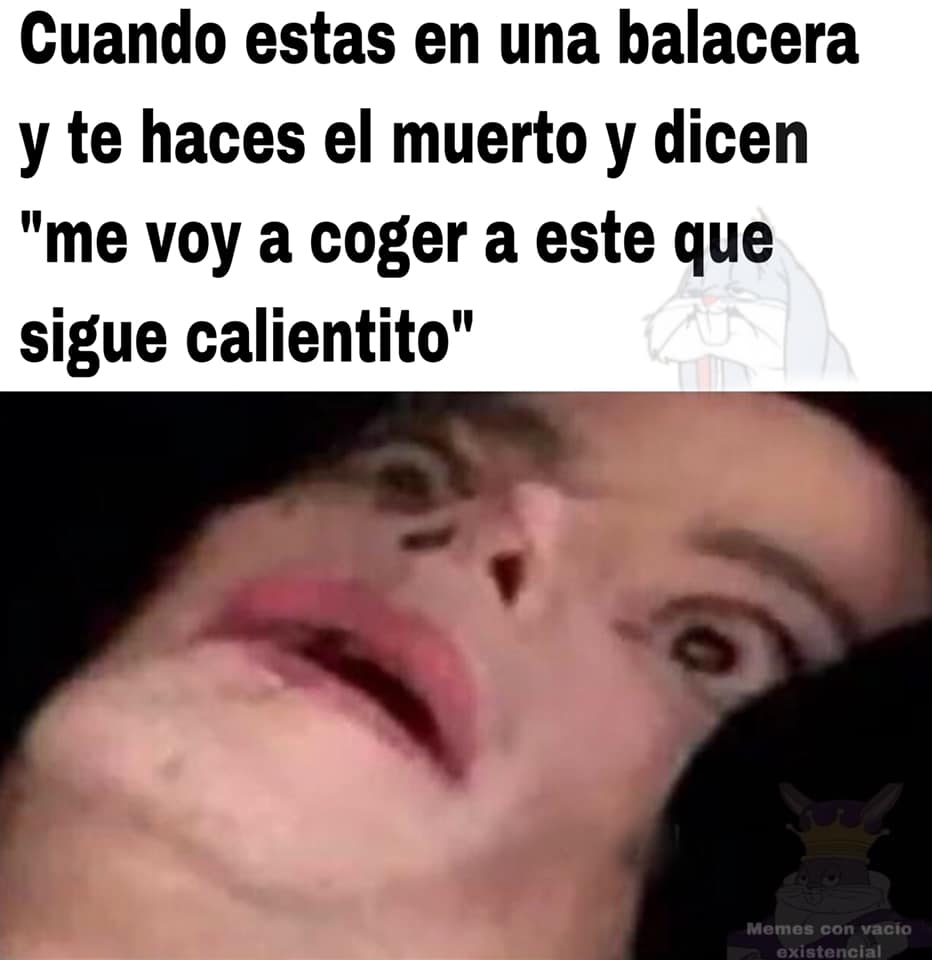 Cuando estas en una balacera
y te haces el muerto y dicen
"me voy a coger a este que
sigue calientito"
Memes con vacío
existencial